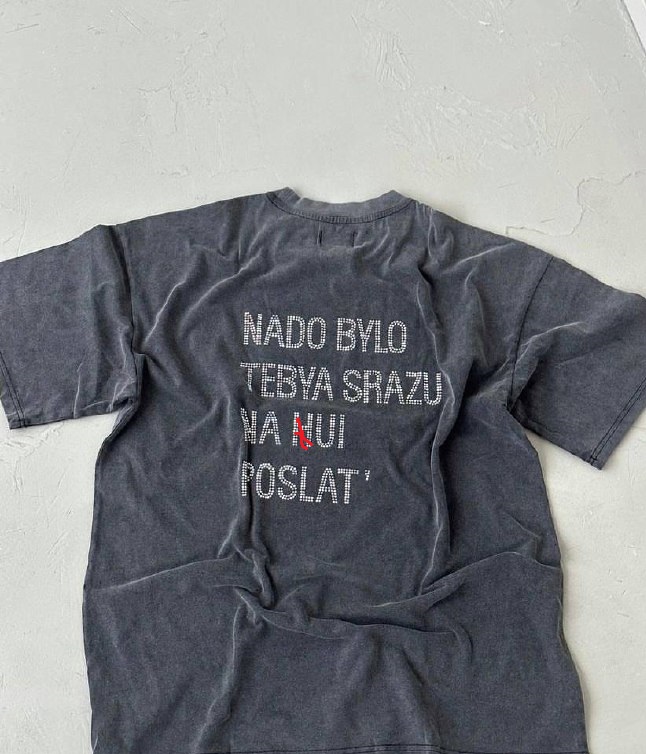 NADO BYLO
TEBYA SRAZU
NA HUI
POSLAT'